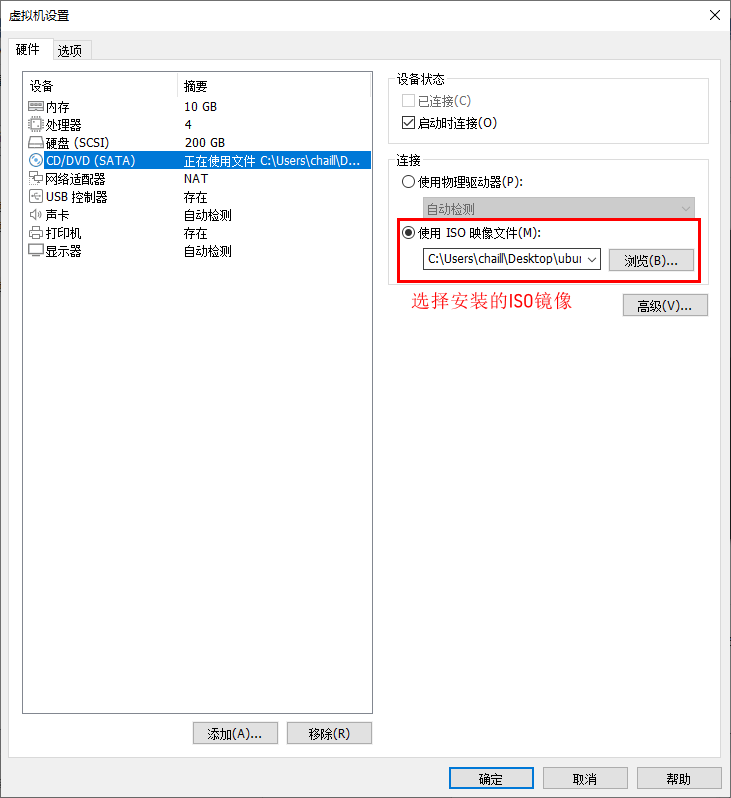 虚拟机设置
硬件 选项
设备 摘要
内存 10 GB
处理器 4
硬盘 (SCSI) 200 GB
CD/DVD (SATA) 正在使用文件 C:\Users\chaill\D...
网络适配器 NAT
USB 控制器 存在
声卡 自动检测
打印机 存在
显示器 自动检测
添加(A)... 移除(R)
设备状态
已连接(C)
启动时连接(O)
连接
使用物理驱动器(P):
自动检测
使用 ISO 映像文件(M):
C:\Users\chaill\Desktop\ubur 浏览(B)...
选择安装的ISO镜像
高级(V)...
确定 取消 帮助